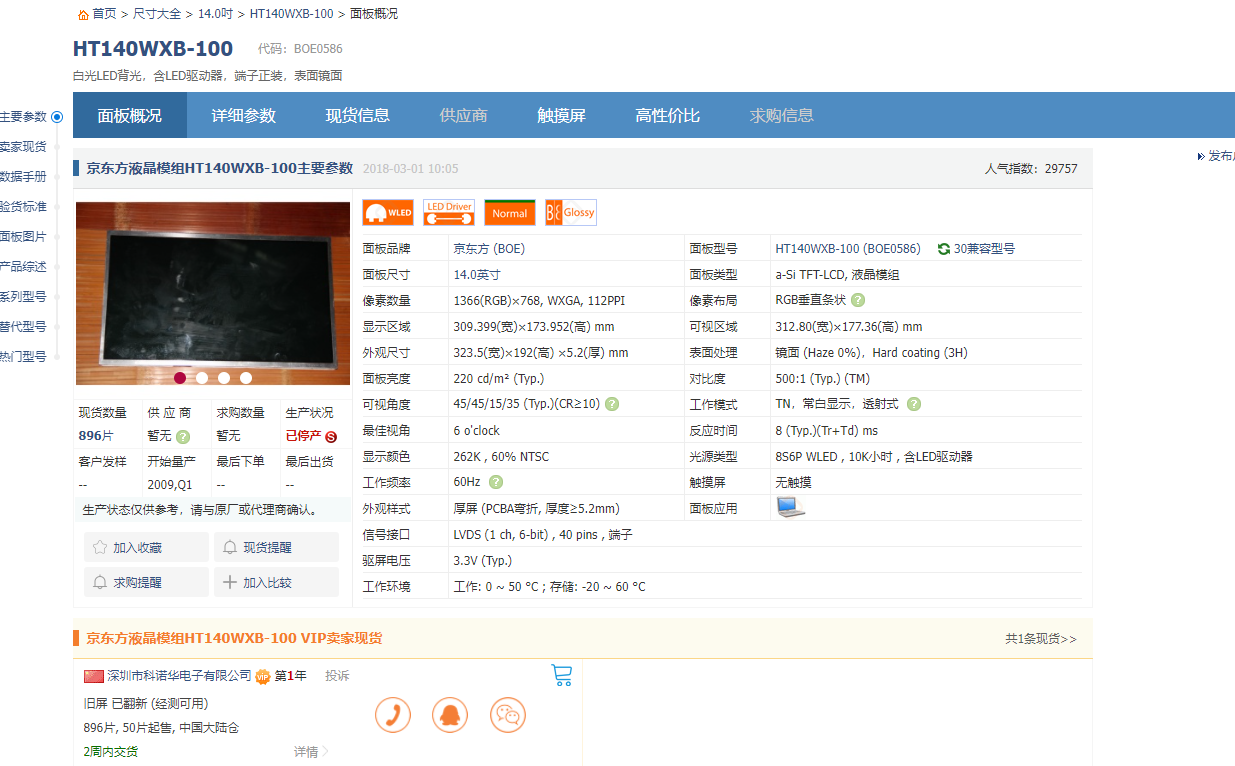 首页 > 尺寸大全 > 14.0吋 > HT140WXB-100 > 面板概况
HT140WXB-100 代码：BOE0586
白光LED背光，含LED驱动器，端子正装，表面镜面
面板概况 详细参数 现货信息 供应商 触摸屏 高性价比 求购信息
主要参数
卖家现货
数据手册
验货标准
面板图片
产品综述
系列型号
替代型号
热门型号
发布
京东方液晶模组HT140WXB-100主要参数 2018-03-01 10:05 人气指数：29757
WLED LED Driver Normal Glossy
面板品牌 京东方 (BOE) 面板型号 HT140WXB-100 (BOE0586) 30兼容型号
面板尺寸 14.0英寸 面板类型 a-Si TFT-LCD, 液晶模组
像素数量 1366(RGB)×768, WXGA, 112PPI 像素布局 RGB垂直条状 ?
显示区域 309.399(宽)×173.952(高) mm 可视区域 312.80(宽)×177.36(高) mm
外观尺寸 323.5(宽)×192(高) ×5.2(厚) mm 表面处理 镜面 (Haze 0%)，Hard coating (3H)
面板亮度 220 cd/m² (Typ.) 对比度 500:1 (Typ.) (TM)
可视角度 45/45/15/35 (Typ.)(CR≥10) ? 工作模式 TN，常白显示，透射式 ?
最佳视角 6 o'clock 反应时间 8 (Typ.)(Tr+Td) ms
显示颜色 262K , 60% NTSC 光源类型 8S6P WLED , 10K小时 , 含LED驱动器
工作频率 60Hz ? 触摸屏 无触摸
外观样式 厚屏 (PCBA弯折, 厚度≥5.2mm) 面板应用
信号接口 LVDS (1 ch, 6-bit) , 40 pins , 端子
驱屏电压 3.3V (Typ.)
工作环境 工作: 0 ~ 50 °C ; 存储: -20 ~ 60 °C
现货数量 供 应 商 求购数量 生产状况
896片 暂无 ? 暂无 已停产 S
客户发样 开始量产 最后下单 最后出货
-- 2009,Q1 -- --
生产状态仅供参考，请与原厂或代理商确认。
加入收藏 现货提醒
求购提醒 加入比较
京东方液晶模组HT140WXB-100 VIP卖家现货 共1条现货>>
深圳市科诺华电子有限公司 VIP 第1年 投诉
旧屏 已翻新 (经测可用)
896片, 50片起售, 中国大陆仓
2周内交货 详情